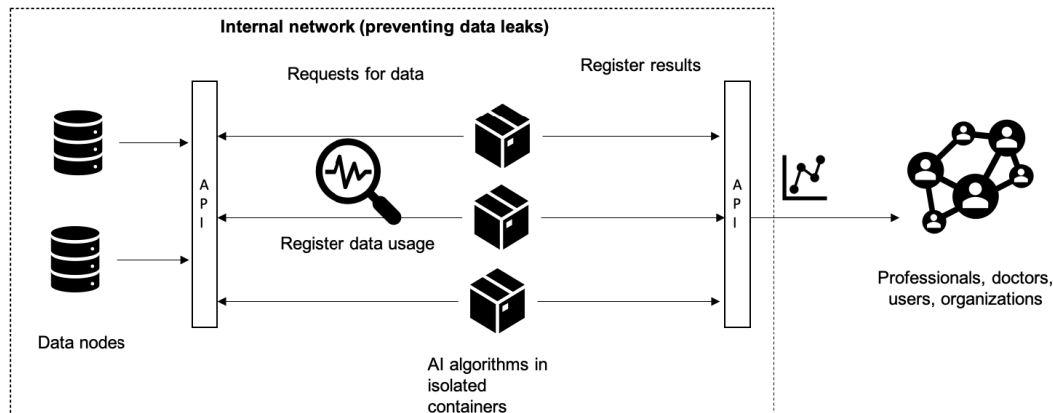 Internal network (preventing data leaks)
Requests for data
Register results
A
P
I
Register data usage
A
P
I
Data nodes
AI algorithms in
isolated
containers
Professionals, doctors,
users, organizations